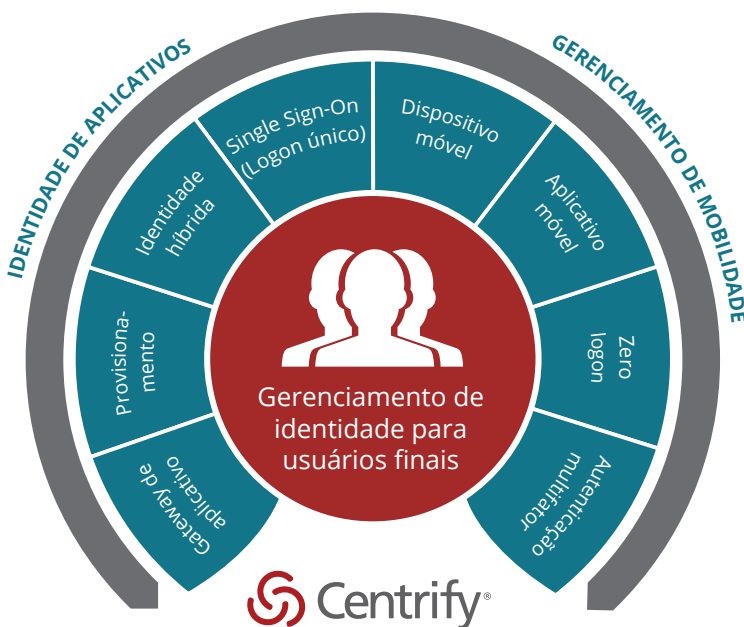 IDENTIDADE DE APLICATIVOS
GERENCIAMENTO DE MOBILIDADE
Single Sign-On
(Logon único)
Dispositivo
móvel
Identidade
híbrida
Aplicativo
móvel
Provisiona-
mento
Zero
logon
Gateway de
aplicativo
Autenticação
multifator
Gerenciamento de
identidade para
usuários finais
Centrify®